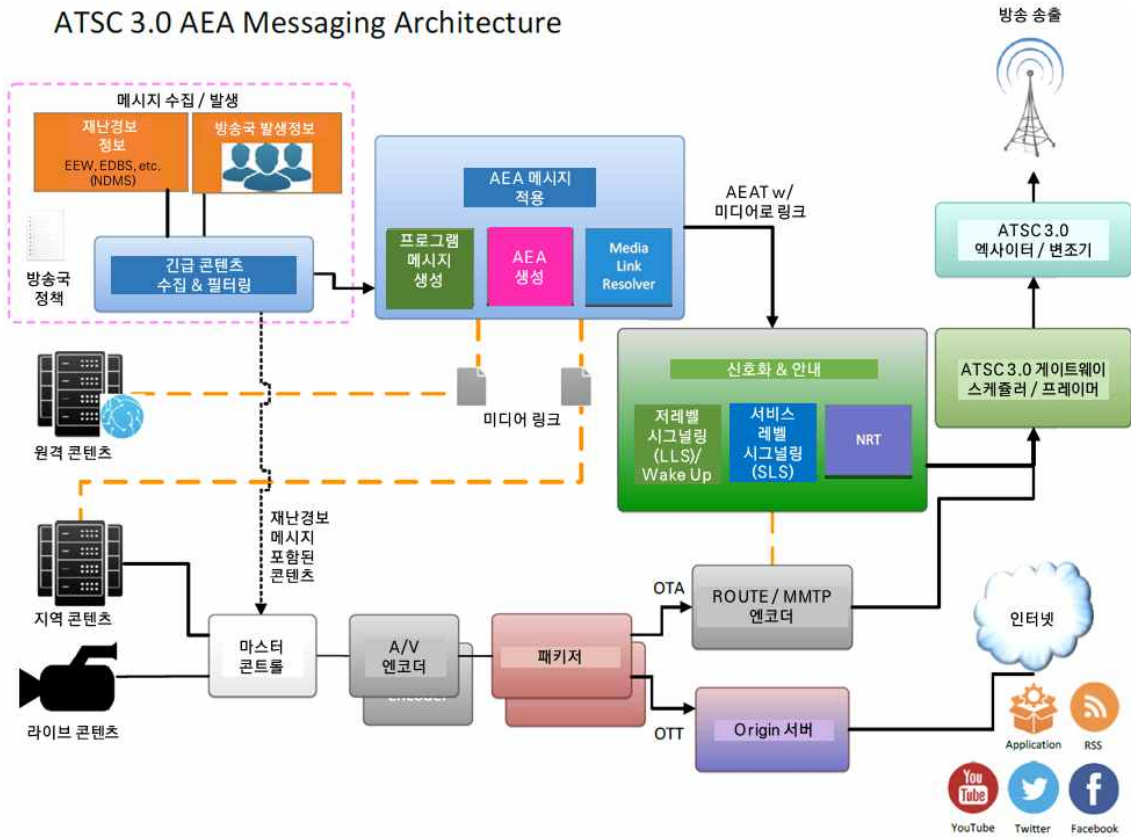 ATSC 3.0 AEA Messaging Architecture
방송 송출
메시지 수집 / 발생
재난경보
정보
EEW, EDBS, etc.
(NDMS)
방송국 발생정보
방송국
정책
긴급 콘텐츠
수집 & 필터링
AEA 메시지
적용
프로그램
메시지
생성
AEA
생성
Media
Link
Resolver
AEAT w/
미디어로 링크
ATSC 3.0
엑사이터 / 변조기
ATSC 3.0 게이트웨이
스케쥴러 / 프레이머
신호화 & 안내
저레벨
시그널링
(LLS)/
Wake Up
서비스
레벨
시그널링
(SLS)
NRT
미디어 링크
원격 콘텐츠
재난경보
메시지
포함된
콘텐츠
지역 콘텐츠
라이브 콘텐츠
마스터
콘트롤
A/V
엔코더
Encoder
패키저
OTA
OTT
ROUTE / MMTP
엔코더
Origin 서버
인터넷
Application
RSS
You
Tube
YouTube
Twitter
Facebook